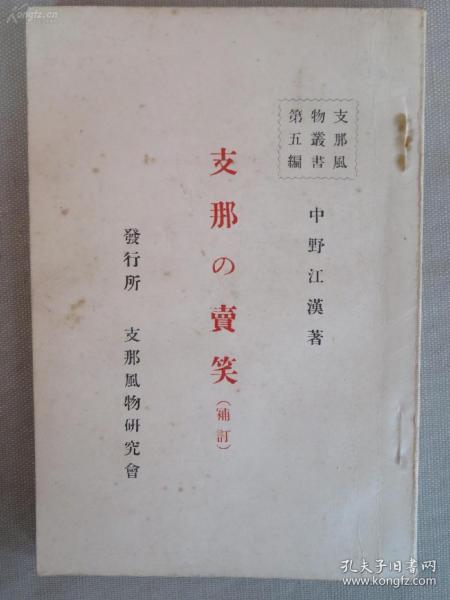 支那風
物叢書
第五編
中野江漢著
支那の賣笑（補訂）
發行所 支那風物研究會
Kongfz.cn
孔夫子旧书网
www.kongfz.com